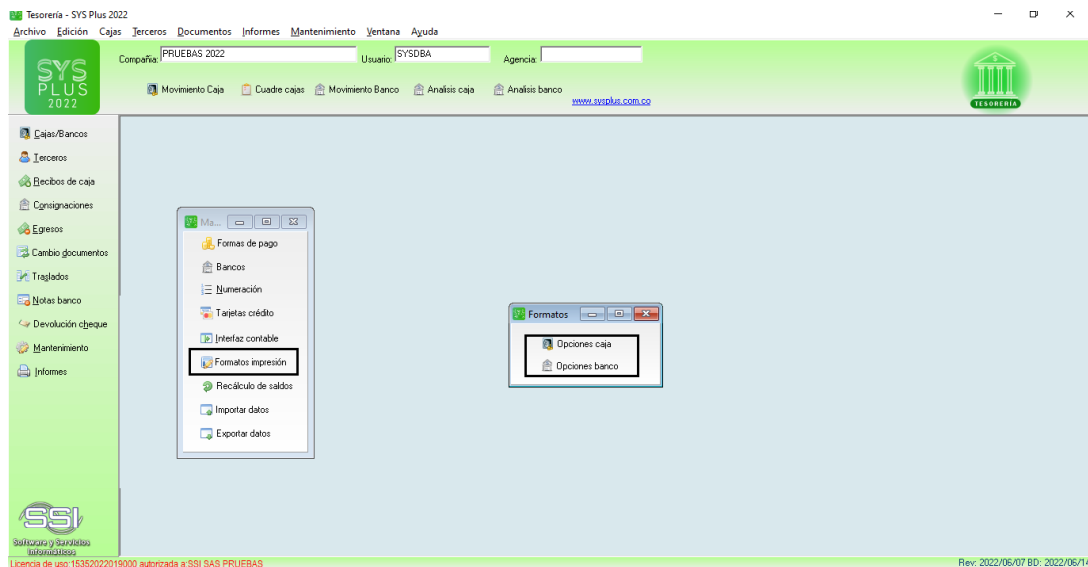 Tesorería - SYS Plus 2022
Archivo Edición Cajas Terceros Documentos Informes Mantenimiento Ventana Ayuda
SYS
PLUS
2022
Compañia: PRUEBAS 2022 Usuario: SYSDBA Agencia:
Movimiento Caja Cuadre cajas Movimiento Banco Analisis caja Analisis banco
www.sysplus.com.co
TESORERÍA
Cajas/Bancos
Terceros
Recibos de caja
Consignaciones
Egresos
Cambio documentos
Traslados
Notas banco
Devolución cheque
Mantenimiento
Informes
Ma...
Formas de pago
Bancos
Numeración
Tarjetas crédito
Interfaz contable
Formatos impresión
Recálculo de saldos
Importar datos
Exportar datos
Formatos
Opciones caja
Opciones banco
SSI
Software y Servicios
Informáticos
Licencia de uso:15352022019000 autorizada a:SSI SAS PRUEBAS
Rev: 2022/06/07 BD: 2022/06/14